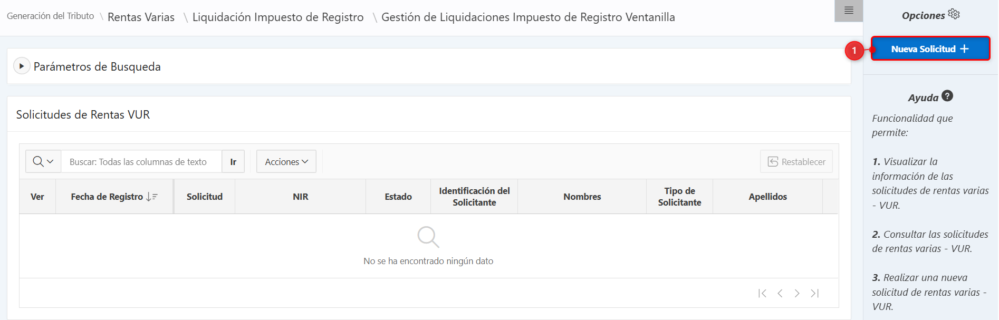 Generación del Tributo \ Rentas Varias \ Liquidación Impuesto de Registro \ Gestión de Liquidaciones Impuesto de Registro Ventanilla
Opciones
1
Nueva Solicitud +
Parámetros de Busqueda
Solicitudes de Rentas VUR
Buscar: Todas las columnas de texto
Ir
Acciones
Restablecer
Ver
Fecha de Registro
Solicitud
NIR
Estado
Identificación del
Solicitante
Nombres
Tipo de
Solicitante
Apellidos
No se ha encontrado ningún dato
Ayuda ?
Funcionalidad que
permite:
1. Visualizar la
información de las
solicitudes de rentas varias
- VUR.
2. Consultar las solicitudes
de rentas varias - VUR.
3. Realizar una nueva
solicitud de rentas varias -
VUR.